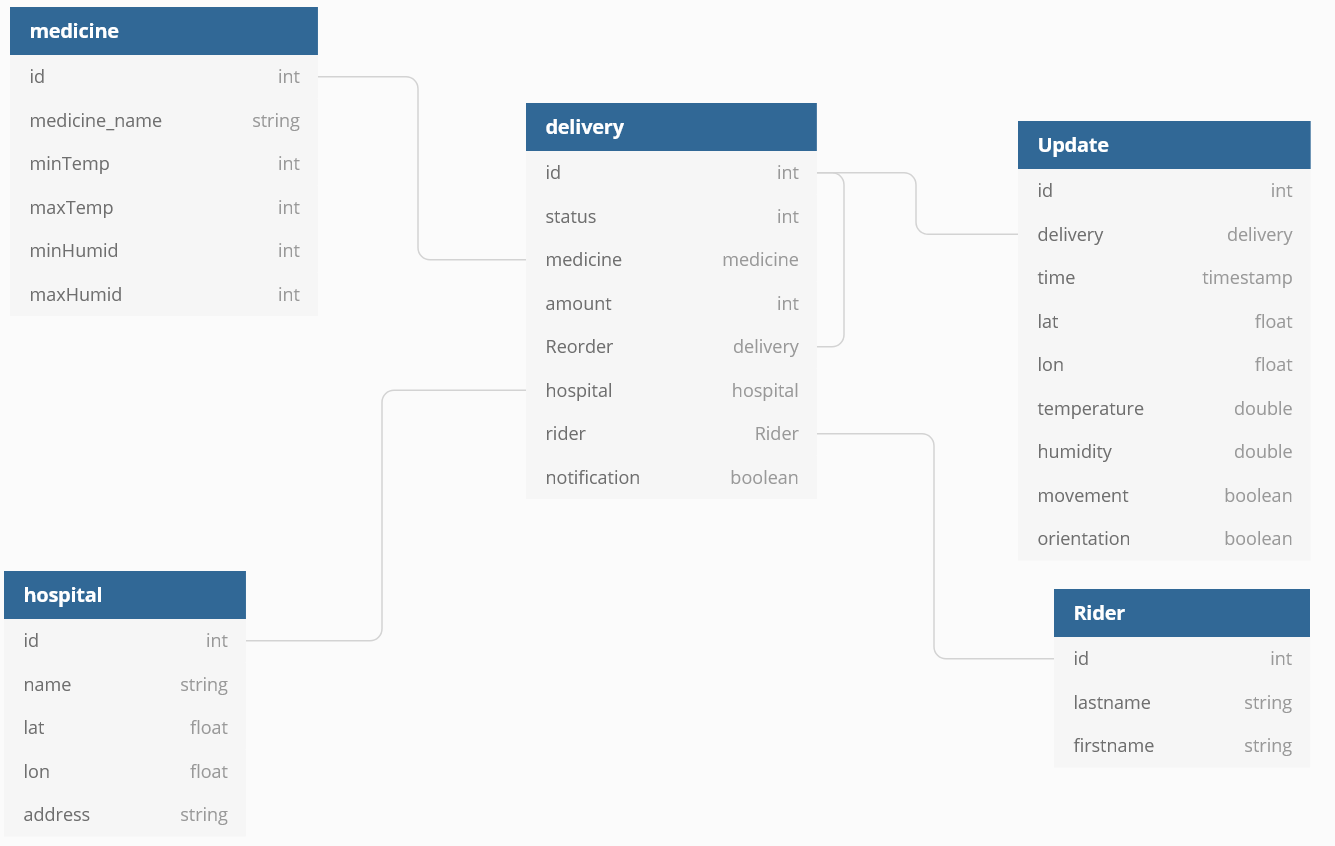 medicine
id int
medicine_name string
minTemp int
maxTemp int
minHumid int
maxHumid int
delivery
id int
status int
medicine medicine
amount int
Reorder delivery
hospital hospital
rider Rider
notification boolean
Update
id int
delivery delivery
time timestamp
lat float
lon float
temperature double
humidity double
movement boolean
orientation boolean
hospital
id int
name string
lat float
lon float
address string
Rider
id int
lastname string
firstname string